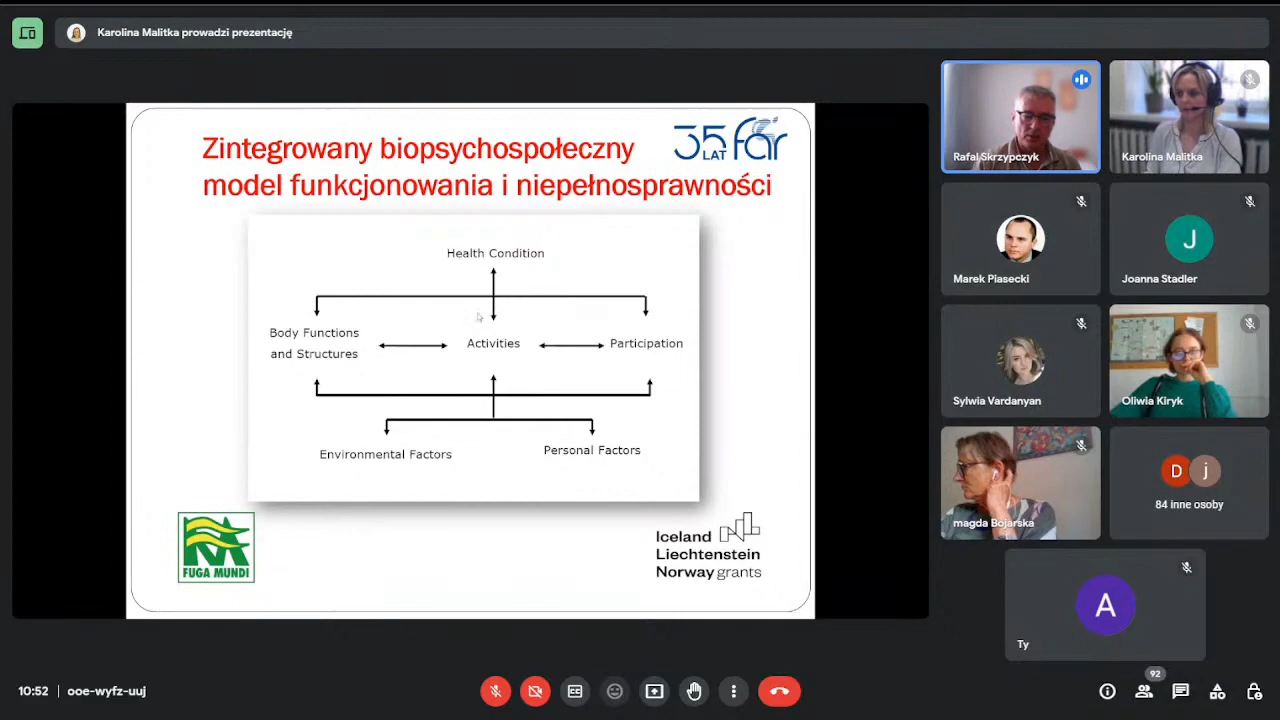 Karolina Malitka prowadzi prezentację
Zintegrowany biopsychospołeczny
model funkcjonowania i niepełnosprawności
35 LAT far
Health Condition
Body Functions
and Structures
Activities
Participation
Environmental Factors
Personal Factors
FUGA MUNDI
Iceland
Liechtenstein
Norway grants
Rafał Skrzypczyk
Karolina Malitka
Marek Piasecki
J
Joanna Stadler
Sylwia Vardanyan
Oliwia Kiryk
magda Bojarska
D j
84 inne osoby
A
Ty
10:52 | ooe-wyfz-uuj
92